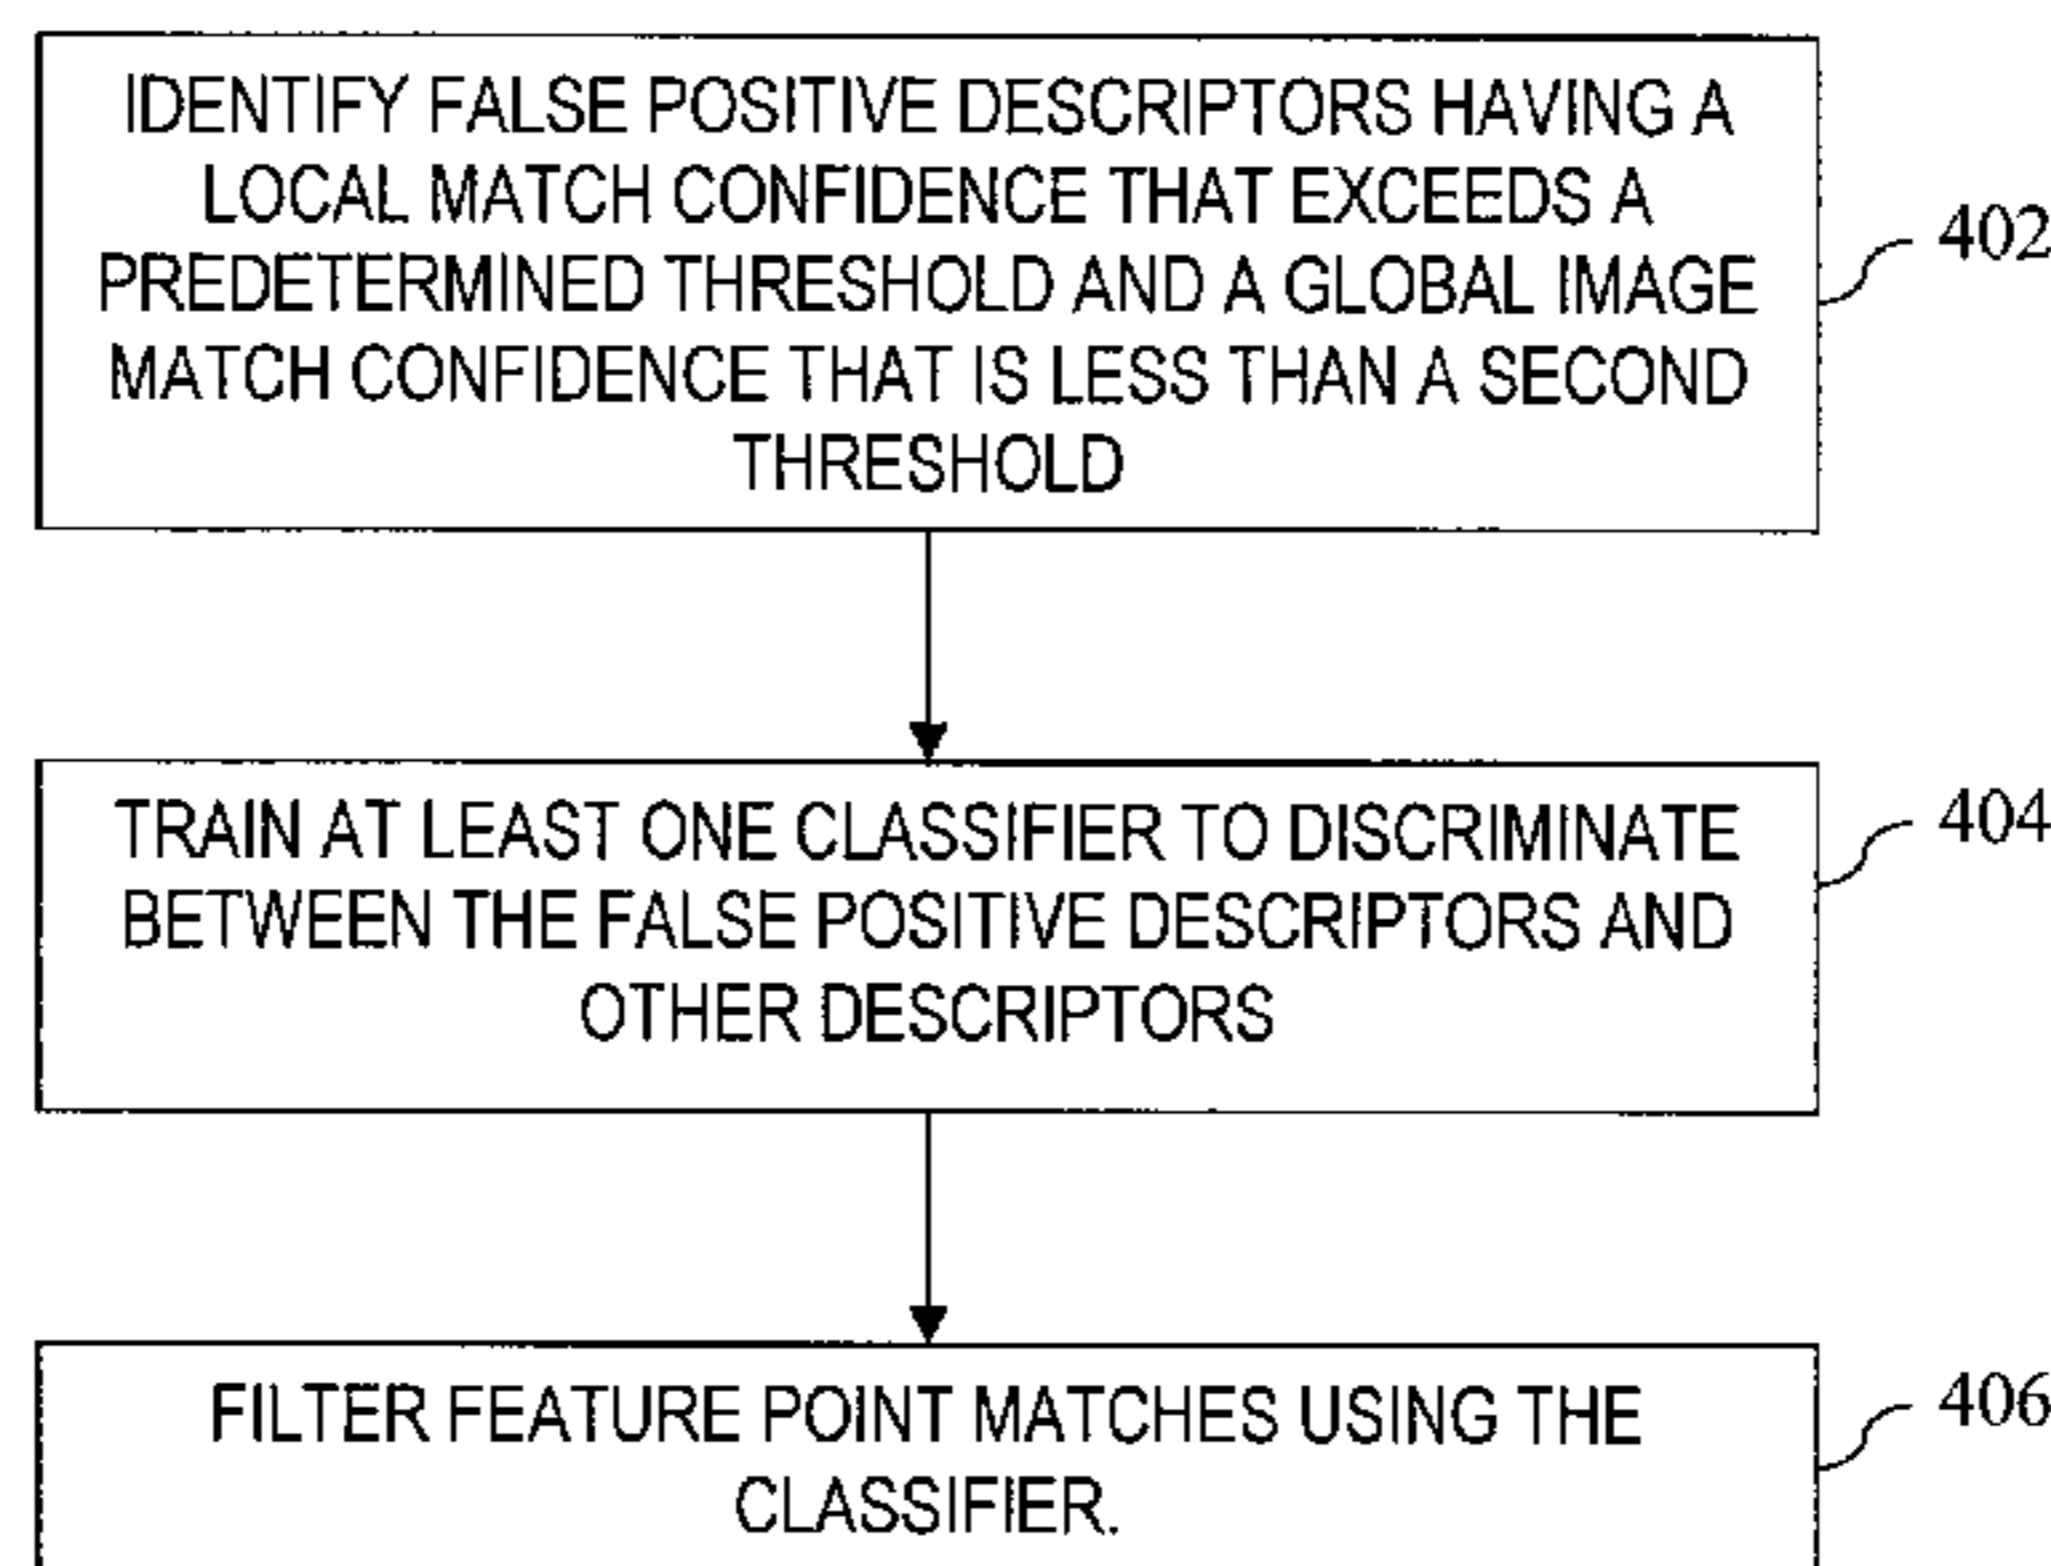 IDENTIFY FALSE POSITIVE DESCRIPTORS HAVING A
LOCAL MATCH CONFIDENCE THAT EXCEEDS A
PREDETERMINED THRESHOLD AND A GLOBAL IMAGE
MATCH CONFIDENCE THAT IS LESS THAN A SECOND
THRESHOLD
402
TRAIN AT LEAST ONE CLASSIFIER TO DISCRIMINATE
BETWEEN THE FALSE POSITIVE DESCRIPTORS AND
OTHER DESCRIPTORS
404
FILTER FEATURE POINT MATCHES USING THE
CLASSIFIER.
406